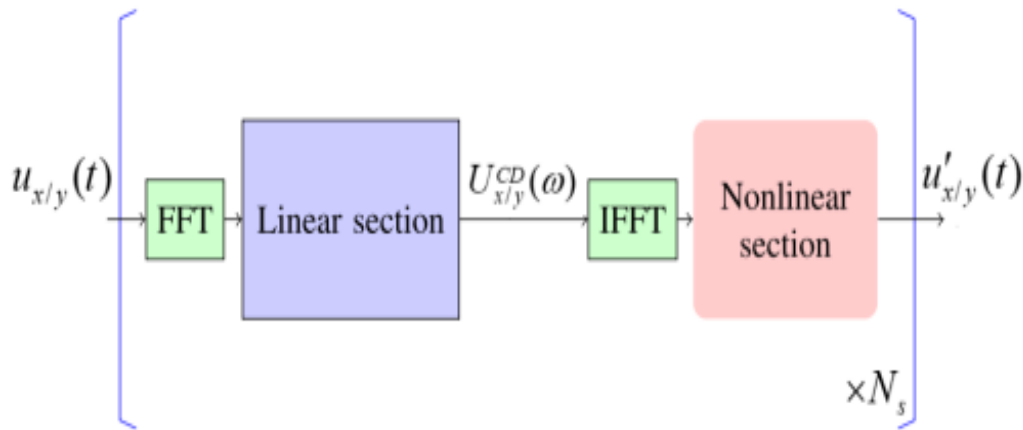 u_{x/y}(t)
FFT
Linear section
U^{CD}_{x/y}(ω)
IFFT
Nonlinear
section
u'_{x/y}(t)
×N_s